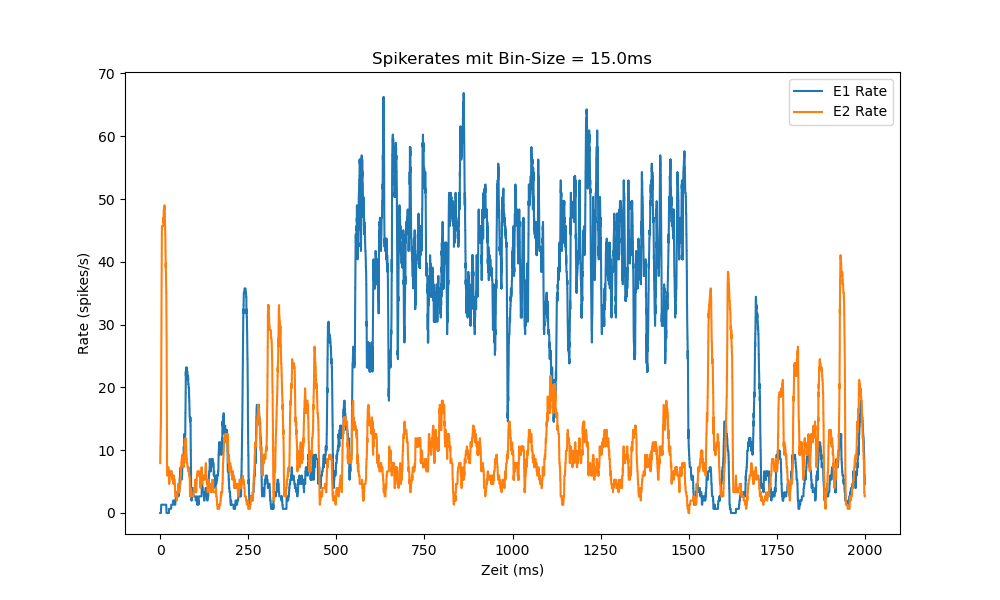 Spikerates mit Bin-Size = 15.0ms
E1 Rate
E2 Rate
Rate (spikes/s)
70
60
50
40
30
20
10
0
0 250 500 750 1000 1250 1500 1750 2000
Zeit (ms)